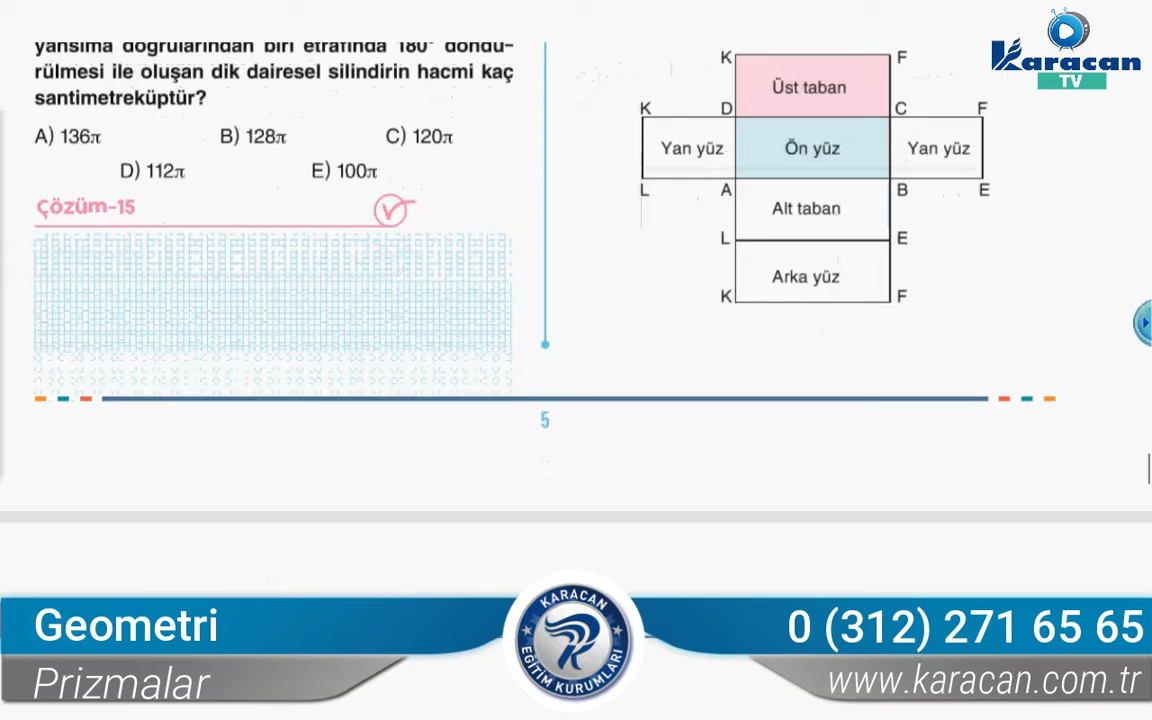 yansıma doğrularından biri etrafında 180° döndü-
rülmesi ile oluşan dik dairesel silindirin hacmi kaç
santimetreküptür?
A) 136π B) 128π C) 120π
D) 112π E) 100π
Çözüm-15
K F
Üst taban
K D C F
Yan yüz Ön yüz Yan yüz
L A B E
Alt taban
L E
Arka yüz
K F
5
Karacan
TV
Geometri
Prizmalar
KARACAN
EĞİTİM KURUMLARI
0 (312) 271 65 65
www.karacan.com.tr